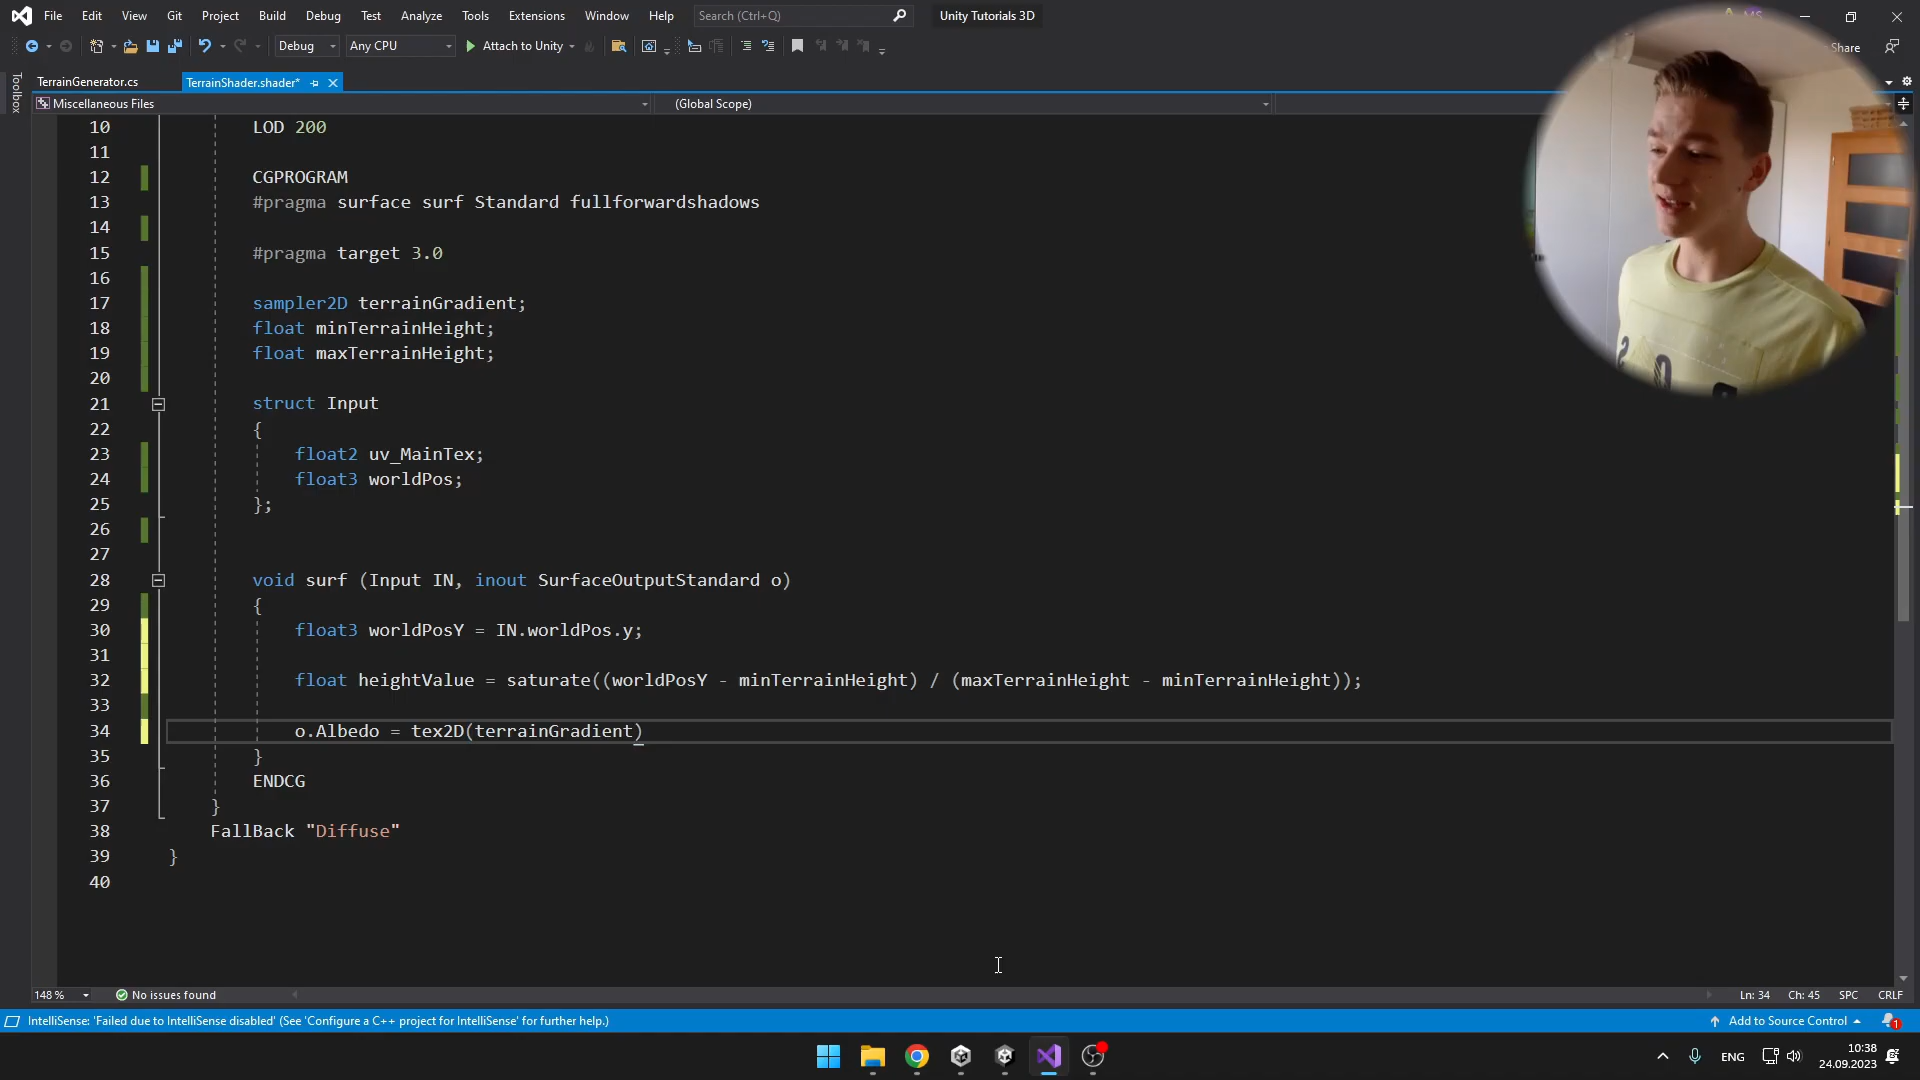 File Edit View Git Project Build Debug Test Analyze Tools Extensions Window Help Search (Ctrl+Q) Unity Tutorials 3D
Debug Any CPU Attach to Unity Share
Toolbox
TerrainGenerator.cs TerrainShader.shader*
Miscellaneous Files (Global Scope)
10 LOD 200
11
12 CGPROGRAM
13 #pragma surface surf Standard fullforwardshadows
14
15 #pragma target 3.0
16
17 sampler2D terrainGradient;
18 float minTerrainHeight;
19 float maxTerrainHeight;
20
21 struct Input
22 {
23 float2 uv_MainTex;
24 float3 worldPos;
25 };
26
27
28 void surf (Input IN, inout SurfaceOutputStandard o)
29 {
30 float3 worldPosY = IN.worldPos.y;
31
32 float heightValue = saturate((worldPosY - minTerrainHeight) / (maxTerrainHeight - minTerrainHeight));
33
34 o.Albedo = tex2D(terrainGradient)
35 }
36 ENDCG
37 }
38 FallBack "Diffuse"
39 }
40
148 % No issues found Ln: 34 Ch: 45 SPC CRLF
IntelliSense: 'Failed due to IntelliSense disabled' (See 'Configure a C++ project for IntelliSense' for further help.) Add to Source Control 1
ENG 10:38
24.09.2023